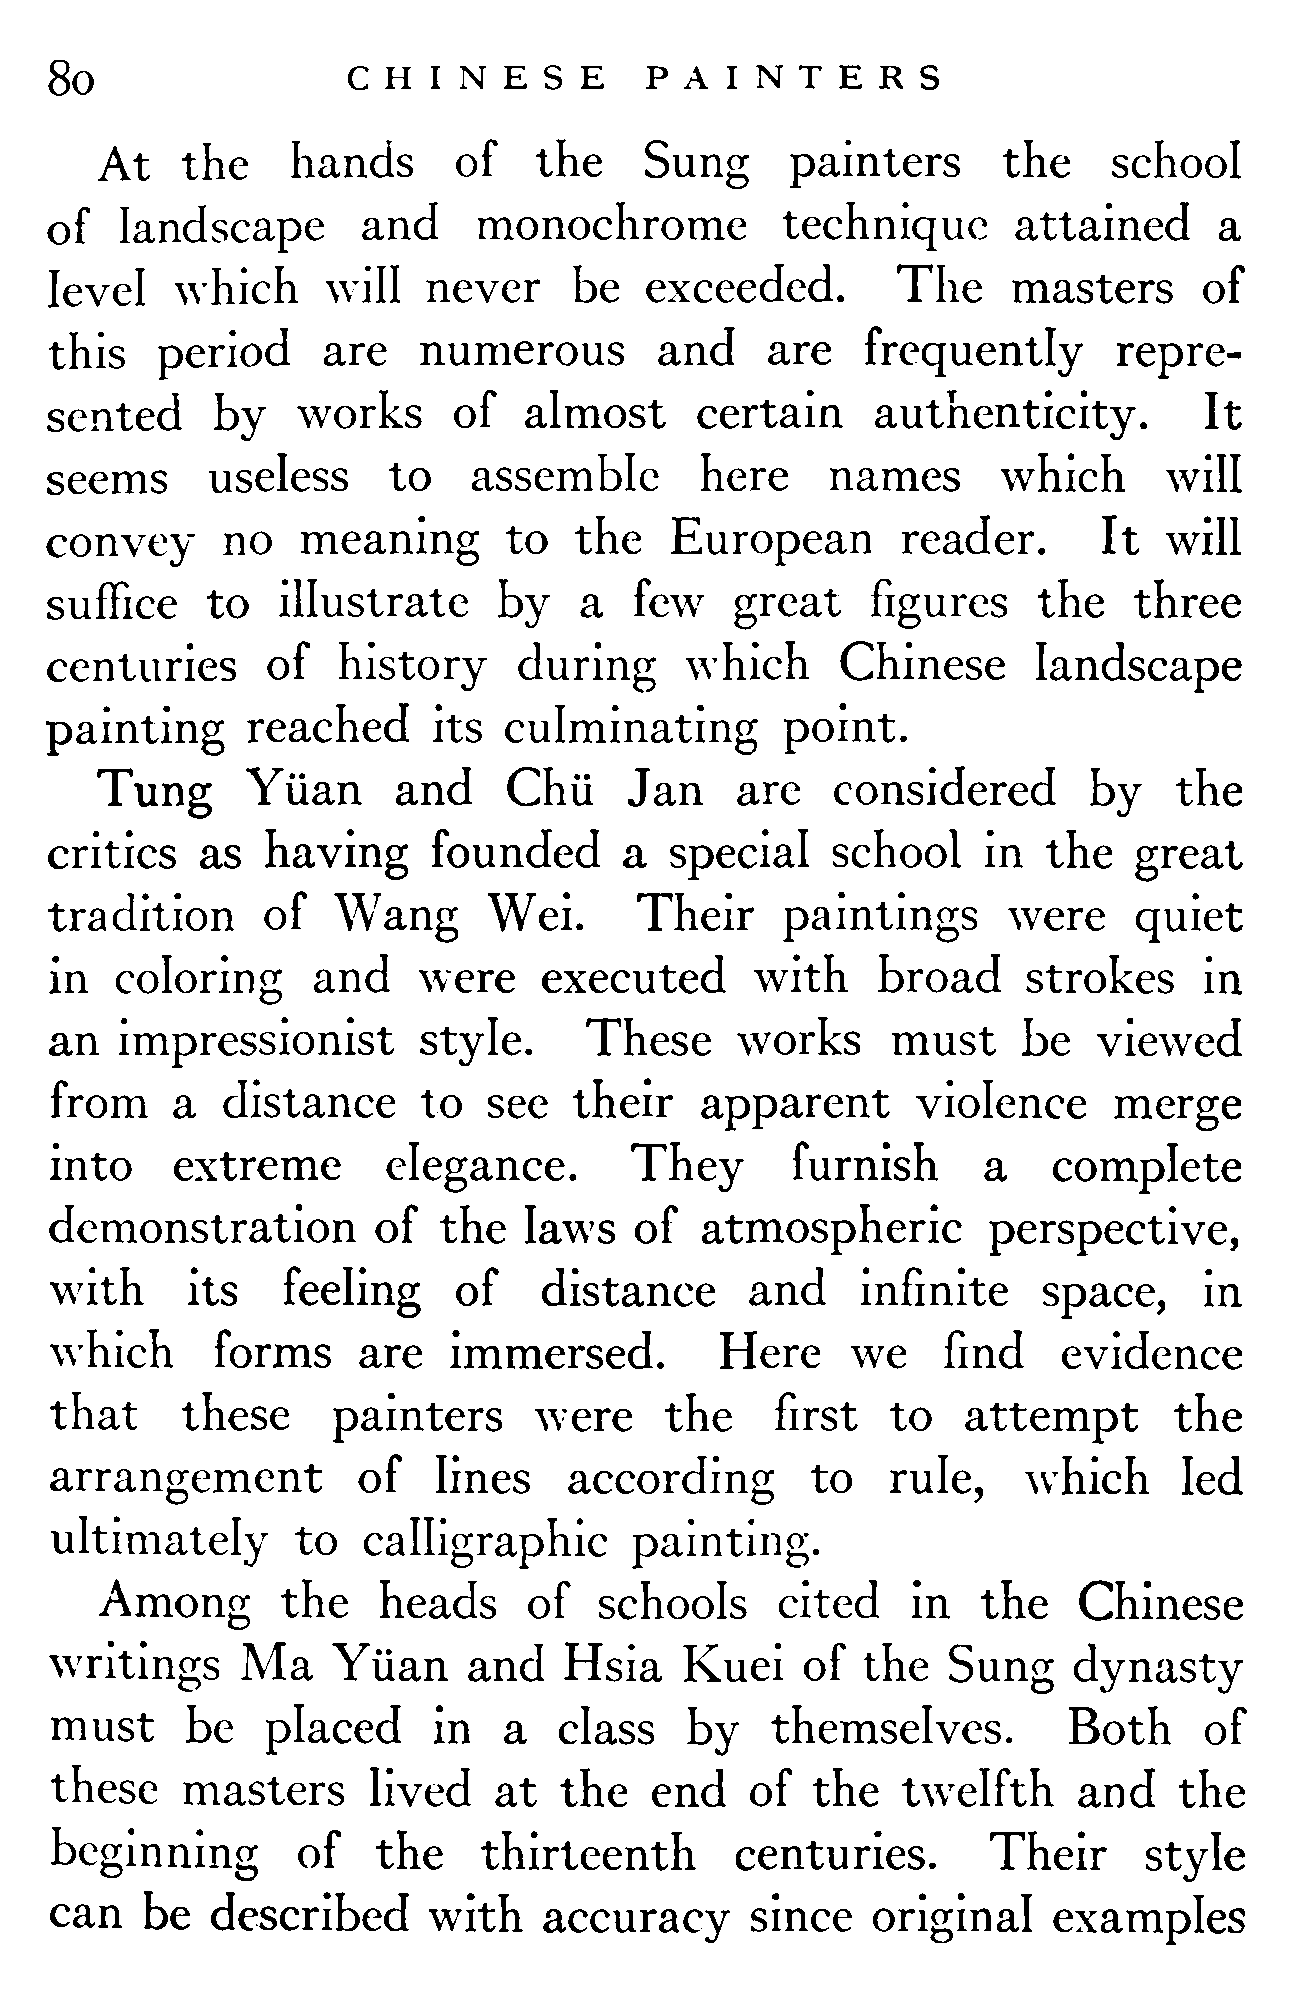 80 CHINESE PAINTERS
At the hands of the Sung painters the school
of landscape and monochrome technique attained a
level which will never be exceeded. The masters of
this period are numerous and are frequently repre-
sented by works of almost certain authenticity. It
seems useless to assemble here names which will
convey no meaning to the European reader. It will
suffice to illustrate by a few great figures the three
centuries of history during which Chinese landscape
painting reached its culminating point.
Tung Yüan and Chü Jan are considered by the
critics as having founded a special school in the great
tradition of Wang Wei. Their paintings were quiet
in coloring and were executed with broad strokes in
an impressionist style. These works must be viewed
from a distance to see their apparent violence merge
into extreme elegance. They furnish a complete
demonstration of the laws of atmospheric perspective,
with its feeling of distance and infinite space, in
which forms are immersed. Here we find evidence
that these painters were the first to attempt the
arrangement of lines according to rule, which led
ultimately to calligraphic painting.
Among the heads of schools cited in the Chinese
writings Ma Yüan and Hsia Kuei of the Sung dynasty
must be placed in a class by themselves. Both of
these masters lived at the end of the twelfth and the
beginning of the thirteenth centuries. Their style
can be described with accuracy since original examples